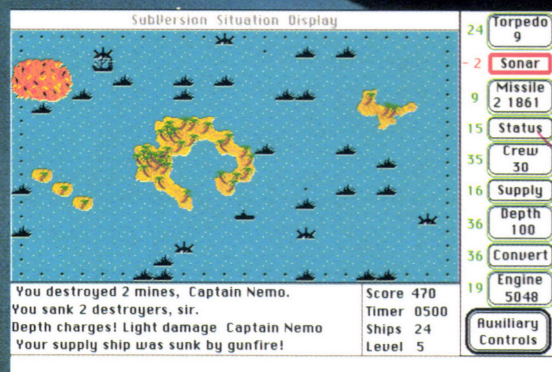 SubVersion Situation Display
You destroyed 2 mines, Captain Nemo.
You sank 2 destroyers, sir.
Depth charges! Light damage Captain Nemo
Your supply ship was sunk by gunfire!
Score 470
Timer 0500
Ships 24
Level 5
24 Torpedo
9
- 2 Sonar
9 Missile
2 1861
15 Status
35 Crew
30
16 Supply
36 Depth
100
36 Convert
19 Engine
5048
Auxiliary
Controls